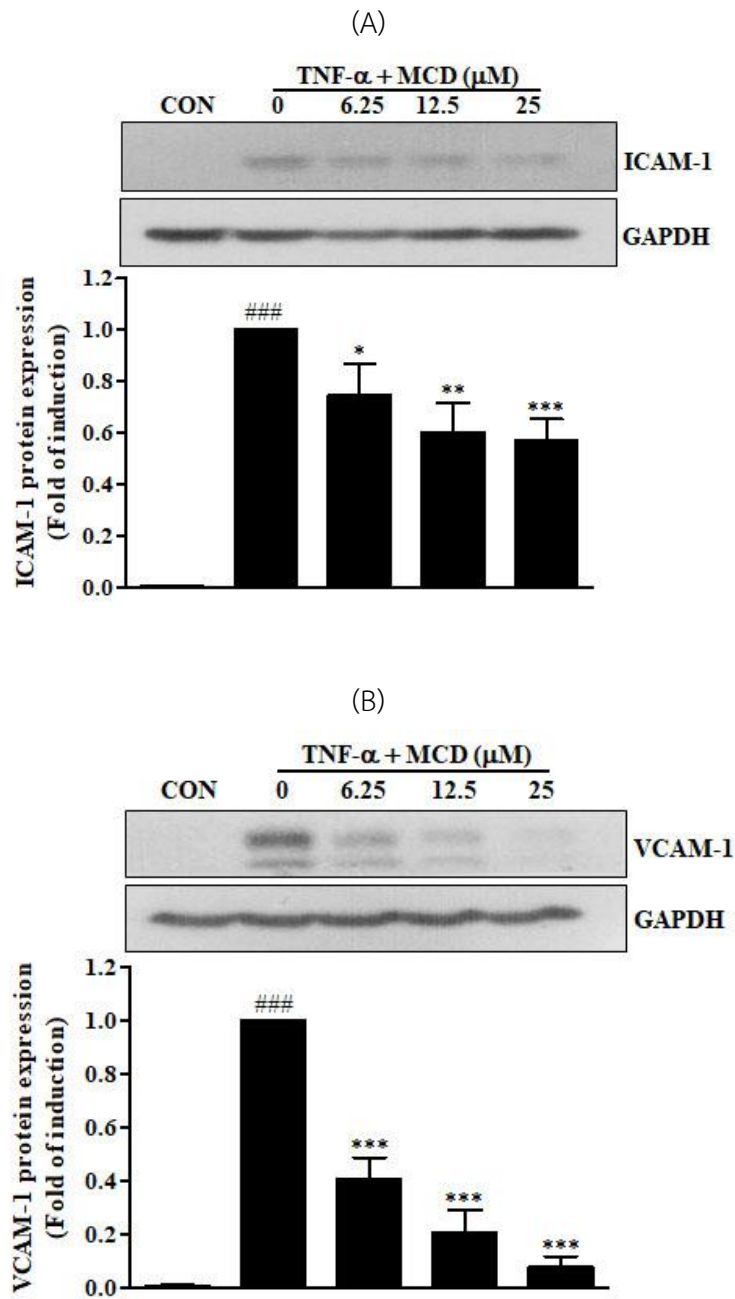 (A)
TNF-α + MCD (μM)
CON 0 6.25 12.5 25
ICAM-1
GAPDH
ICAM-1 protein expression
(Fold of induction)
1.2
1.0
0.8
0.6
0.4
0.2
0.0
###
*
**
***
(B)
TNF-α + MCD (μM)
CON 0 6.25 12.5 25
VCAM-1
GAPDH
VCAM-1 protein expression
(Fold of induction)
1.2
1.0
0.8
0.6
0.4
0.2
0.0
###
***
***
***